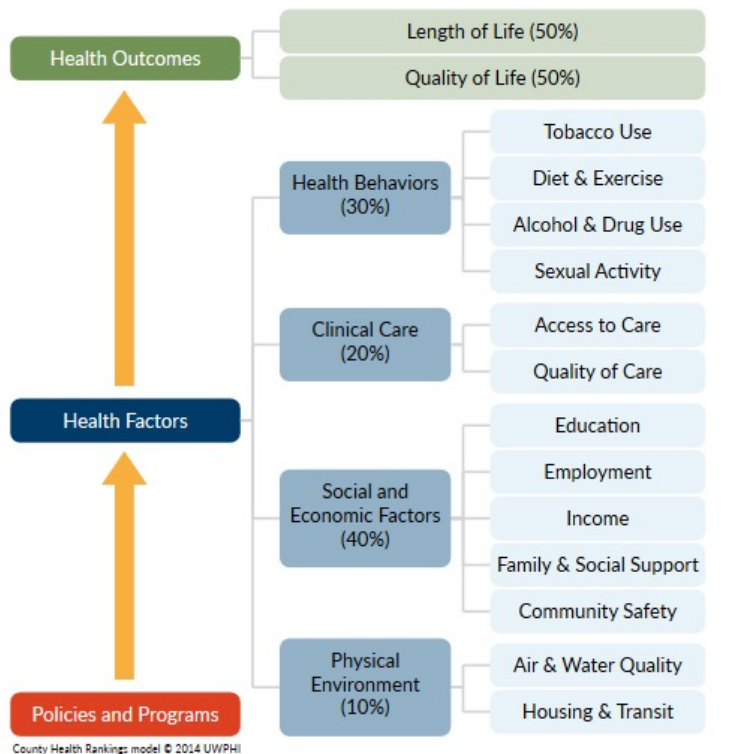 Health Outcomes
Length of Life (50%)
Quality of Life (50%)
Health Factors
Health Behaviors
(30%)
Tobacco Use
Diet & Exercise
Alcohol & Drug Use
Sexual Activity
Clinical Care
(20%)
Access to Care
Quality of Care
Social and
Economic Factors
(40%)
Education
Employment
Income
Family & Social Support
Community Safety
Physical
Environment
(10%)
Air & Water Quality
Housing & Transit
Policies and Programs
County Health Rankings model © 2014 UWPHI